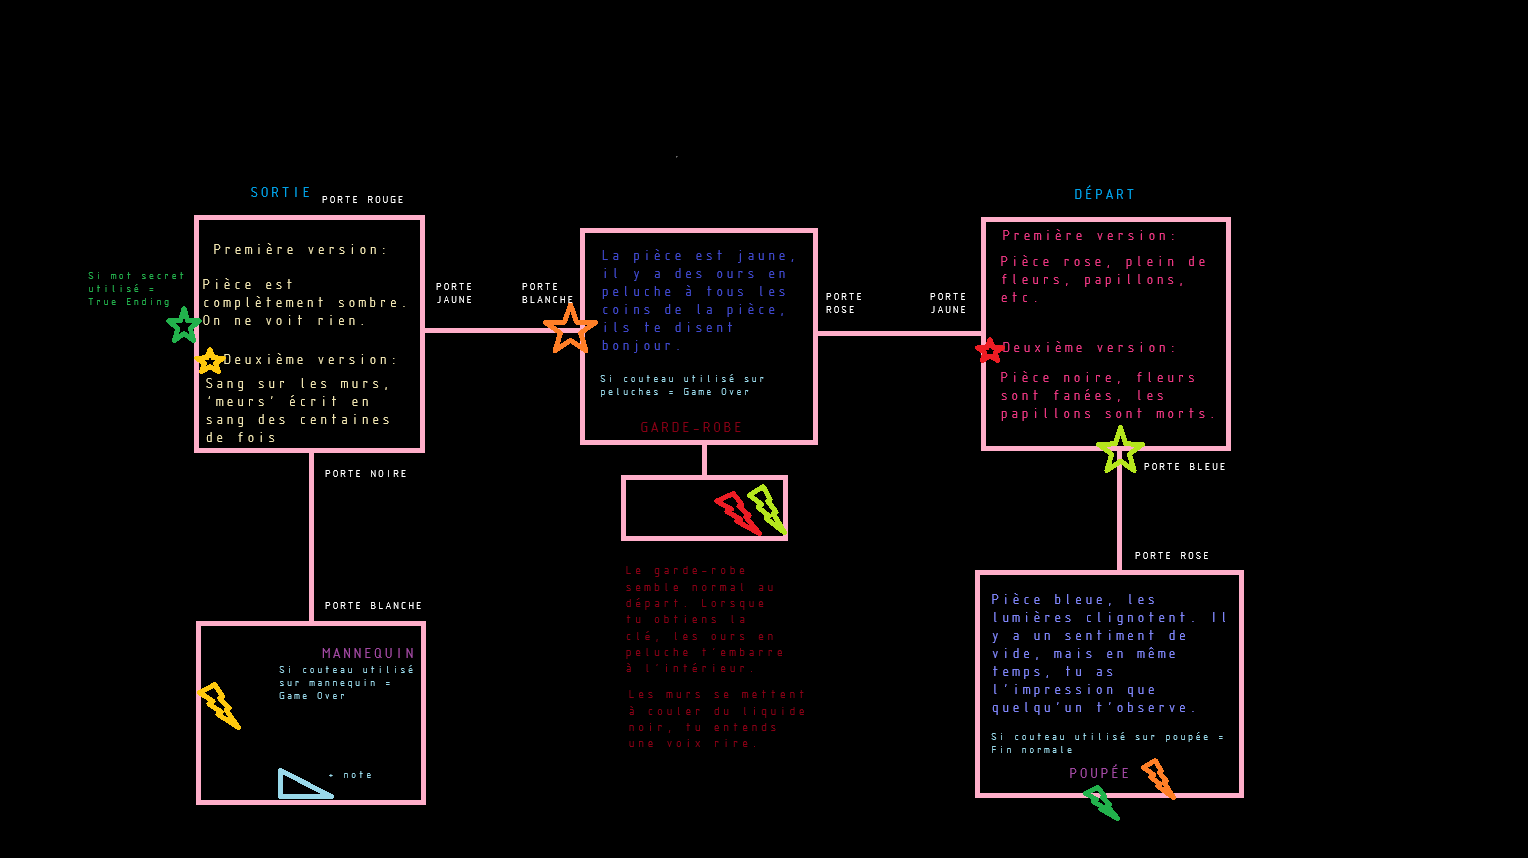 SORTIE
PORTE ROUGE
Première version:
Pièce est
complètement sombre.
On ne voit rien.
Deuxième version:
Sang sur les murs,
'meurs' écrit en
sang des centaines
de fois
Si mot secret
utilisé =
True Ending
PORTE
JAUNE
PORTE
BLANCHE
La pièce est jaune,
il y a des ours en
peluche à tous les
coins de la pièce,
ils te disent
bonjour.
Si couteau utilisé sur
peluches = Game Over
GARDE-ROBE
PORTE
ROSE
PORTE
JAUNE
DÉPART
Première version:
Pièce rose, plein de
fleurs, papillons,
etc.
Deuxième version:
Pièce noire, fleurs
sont fanées, les
papillons sont morts.
PORTE BLEUE
PORTE NOIRE
PORTE BLANCHE
MANNEQUIN
Si couteau utilisé
sur mannequin =
Game Over
+ note
Le garde-robe
semble normal au
départ. Lorsque
tu obtiens la
clé, les ours en
peluche t'embarre
à l'intérieur.
Les murs se mettent
à couler du liquide
noir, tu entends
une voix rire.
PORTE ROSE
Pièce bleue, les
lumières clignotent. Il
y a un sentiment de
vide, mais en même
temps, tu as
l'impression que
quelqu'un t'observe.
Si couteau utilisé sur poupée =
Fin normale
POUPÉE